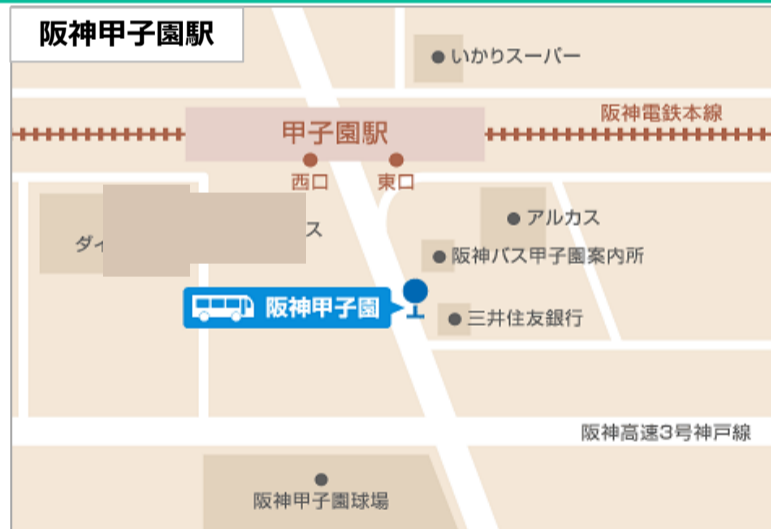 阪神甲子園駅
いかりスーパー
阪神電鉄本線
甲子園駅
西口
東口
アルカス
阪神バス甲子園案内所
阪神甲子園
三井住友銀行
阪神高速3号神戸線
阪神甲子園球場